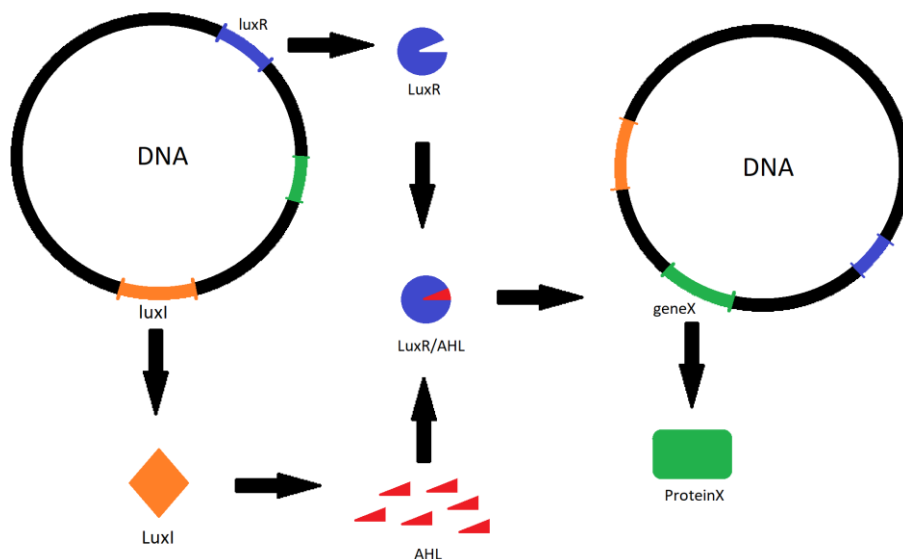 luxR
LuxR
DNA
DNA
LuxR/AHL
luxI
geneX
LuxI
AHL
ProteinX